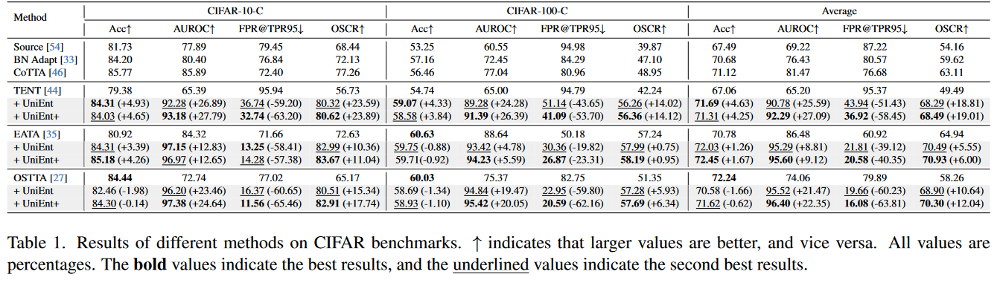 Method CIFAR-10-C CIFAR-100-C Average
Acc↑ AUROC↑ FPR@TPR95↓ OSCR↑ Acc↑ AUROC↑ FPR@TPR95↓ OSCR↑ Acc↑ AUROC↑ FPR@TPR95↓ OSCR↑
Source [54] 81.73 77.89 79.45 68.44 53.25 60.55 94.98 39.87 67.49 69.22 87.22 54.16
BN Adapt [33] 84.20 80.40 76.84 72.13 57.16 72.45 84.29 47.10 70.68 76.43 80.57 59.62
CoTTA [46] 85.77 85.89 72.40 77.26 56.46 77.04 80.96 48.95 71.12 81.47 76.68 63.11
TENT [44] 79.38 65.39 95.94 56.73 54.74 65.00 94.79 42.24 67.06 65.20 95.37 49.49
+ UniEnt 84.31 (+4.93) 92.28 (+26.89) 36.74 (-59.20) 80.32 (+23.59) 59.07 (+4.33) 89.28 (+24.28) 51.14 (-43.65) 56.26 (+14.02) 71.69 (+4.63) 90.78 (+25.59) 43.94 (-51.43) 68.29 (+18.81)
+ UniEnt+ 84.03 (+4.65) 93.18 (+27.79) 32.74 (-63.20) 80.62 (+23.89) 58.58 (+3.84) 91.39 (+26.39) 41.09 (-53.70) 56.36 (+14.12) 71.31 (+4.25) 92.29 (+27.09) 36.92 (-58.45) 68.49 (+19.01)
EATA [35] 80.92 84.32 71.66 72.63 60.63 88.64 50.18 57.24 70.78 86.48 60.92 64.94
+ UniEnt 84.31 (+3.39) 97.15 (+12.83) 13.25 (-58.41) 82.99 (+10.36) 59.75 (-0.88) 93.42 (+4.78) 30.36 (-19.82) 57.99 (+0.75) 72.03 (+1.26) 95.29 (+8.81) 21.81 (-39.12) 70.49 (+5.55)
+ UniEnt+ 85.18 (+4.26) 96.97 (+12.65) 14.28 (-57.38) 83.67 (+11.04) 59.71(-0.92) 94.23 (+5.59) 26.87 (-23.31) 58.19 (+0.95) 72.45 (+1.67) 95.60 (+9.12) 20.58 (-40.35) 70.93 (+6.00)
OSTTA [27] 84.44 72.74 77.02 65.17 60.03 75.37 82.75 51.35 72.24 74.06 79.89 58.26
+ UniEnt 82.46 (-1.98) 96.20 (+23.46) 16.37 (-60.65) 80.51 (+15.34) 58.69 (-1.34) 94.84 (+19.47) 22.95 (-59.80) 57.28 (+5.93) 70.58 (-1.66) 95.52 (+21.47) 19.66 (-60.23) 68.90 (+10.64)
+ UniEnt+ 84.30 (-0.14) 97.38 (+24.64) 11.56 (-65.46) 82.91 (+17.74) 58.93 (-1.10) 95.42 (+20.05) 20.59 (-62.16) 57.69 (+6.34) 71.62 (-0.62) 96.40 (+22.35) 16.08 (-63.81) 70.30 (+12.04)
Table 1. Results of different methods on CIFAR benchmarks. ↑ indicates that larger values are better, and vice versa. All values are
percentages. The bold values indicate the best results, and the underlined values indicate the second best results.